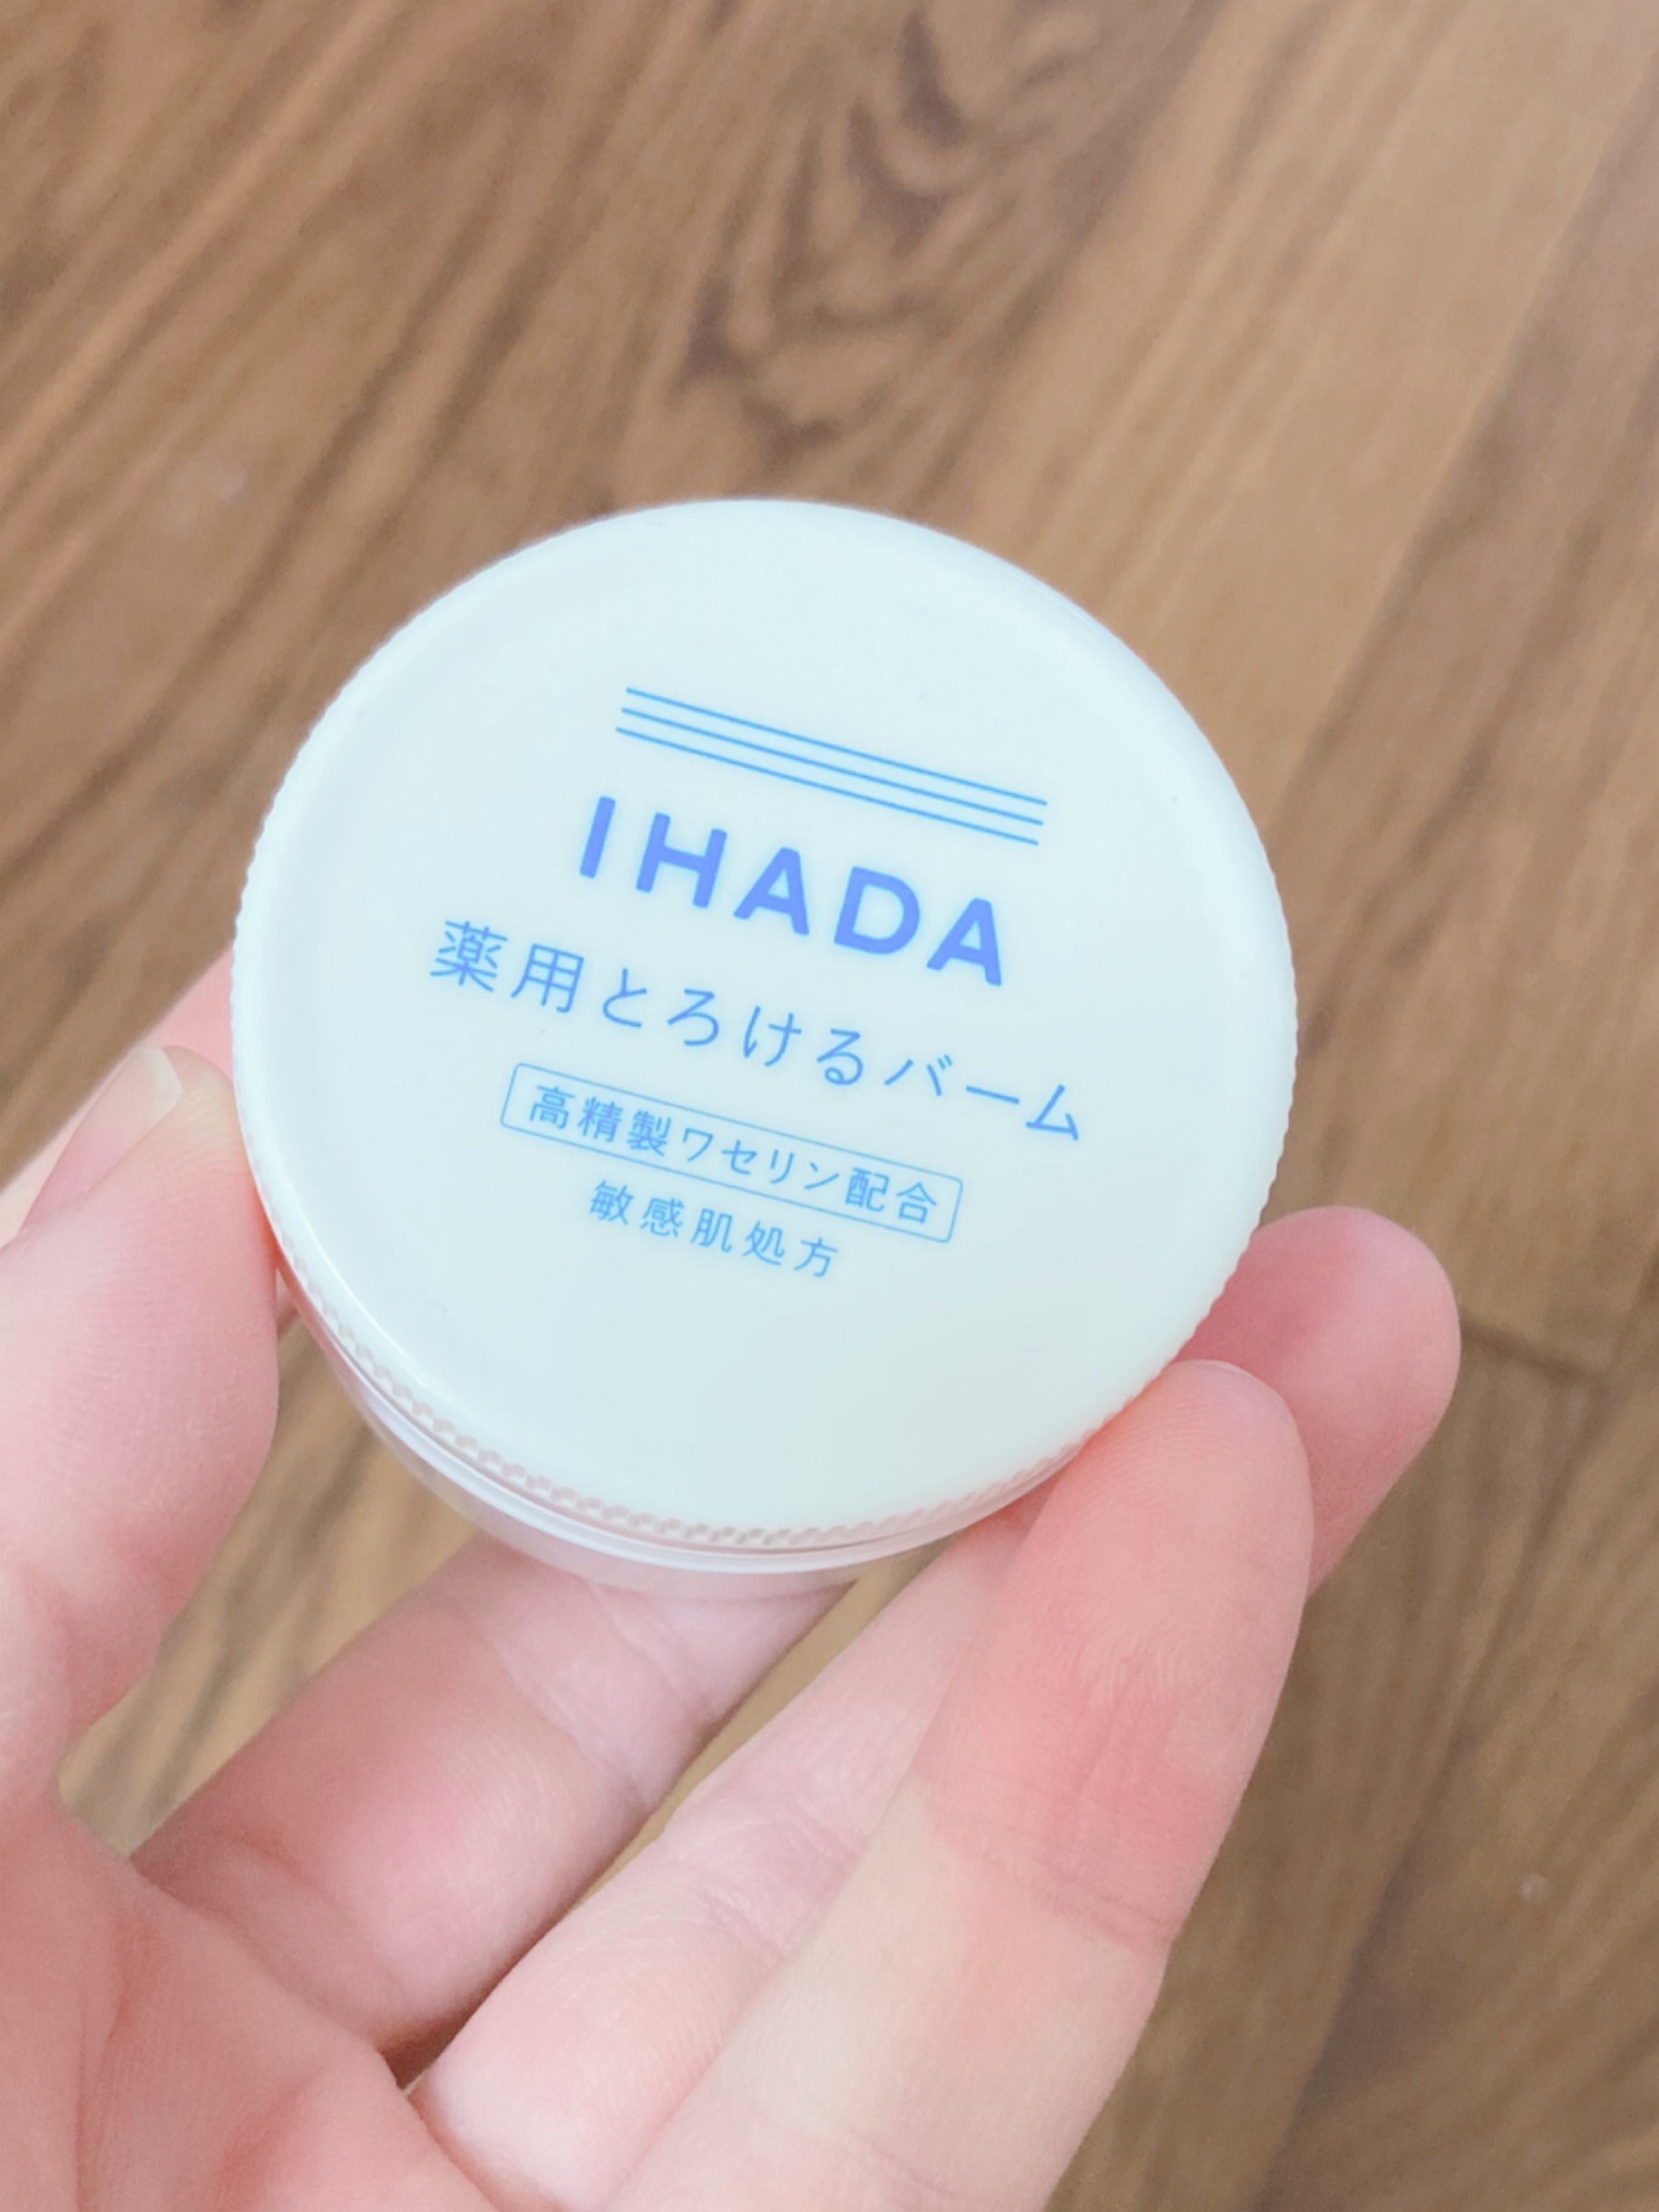 IHADA
薬用とろけるバーム
高精製ワセリン配合
敏感肌処方